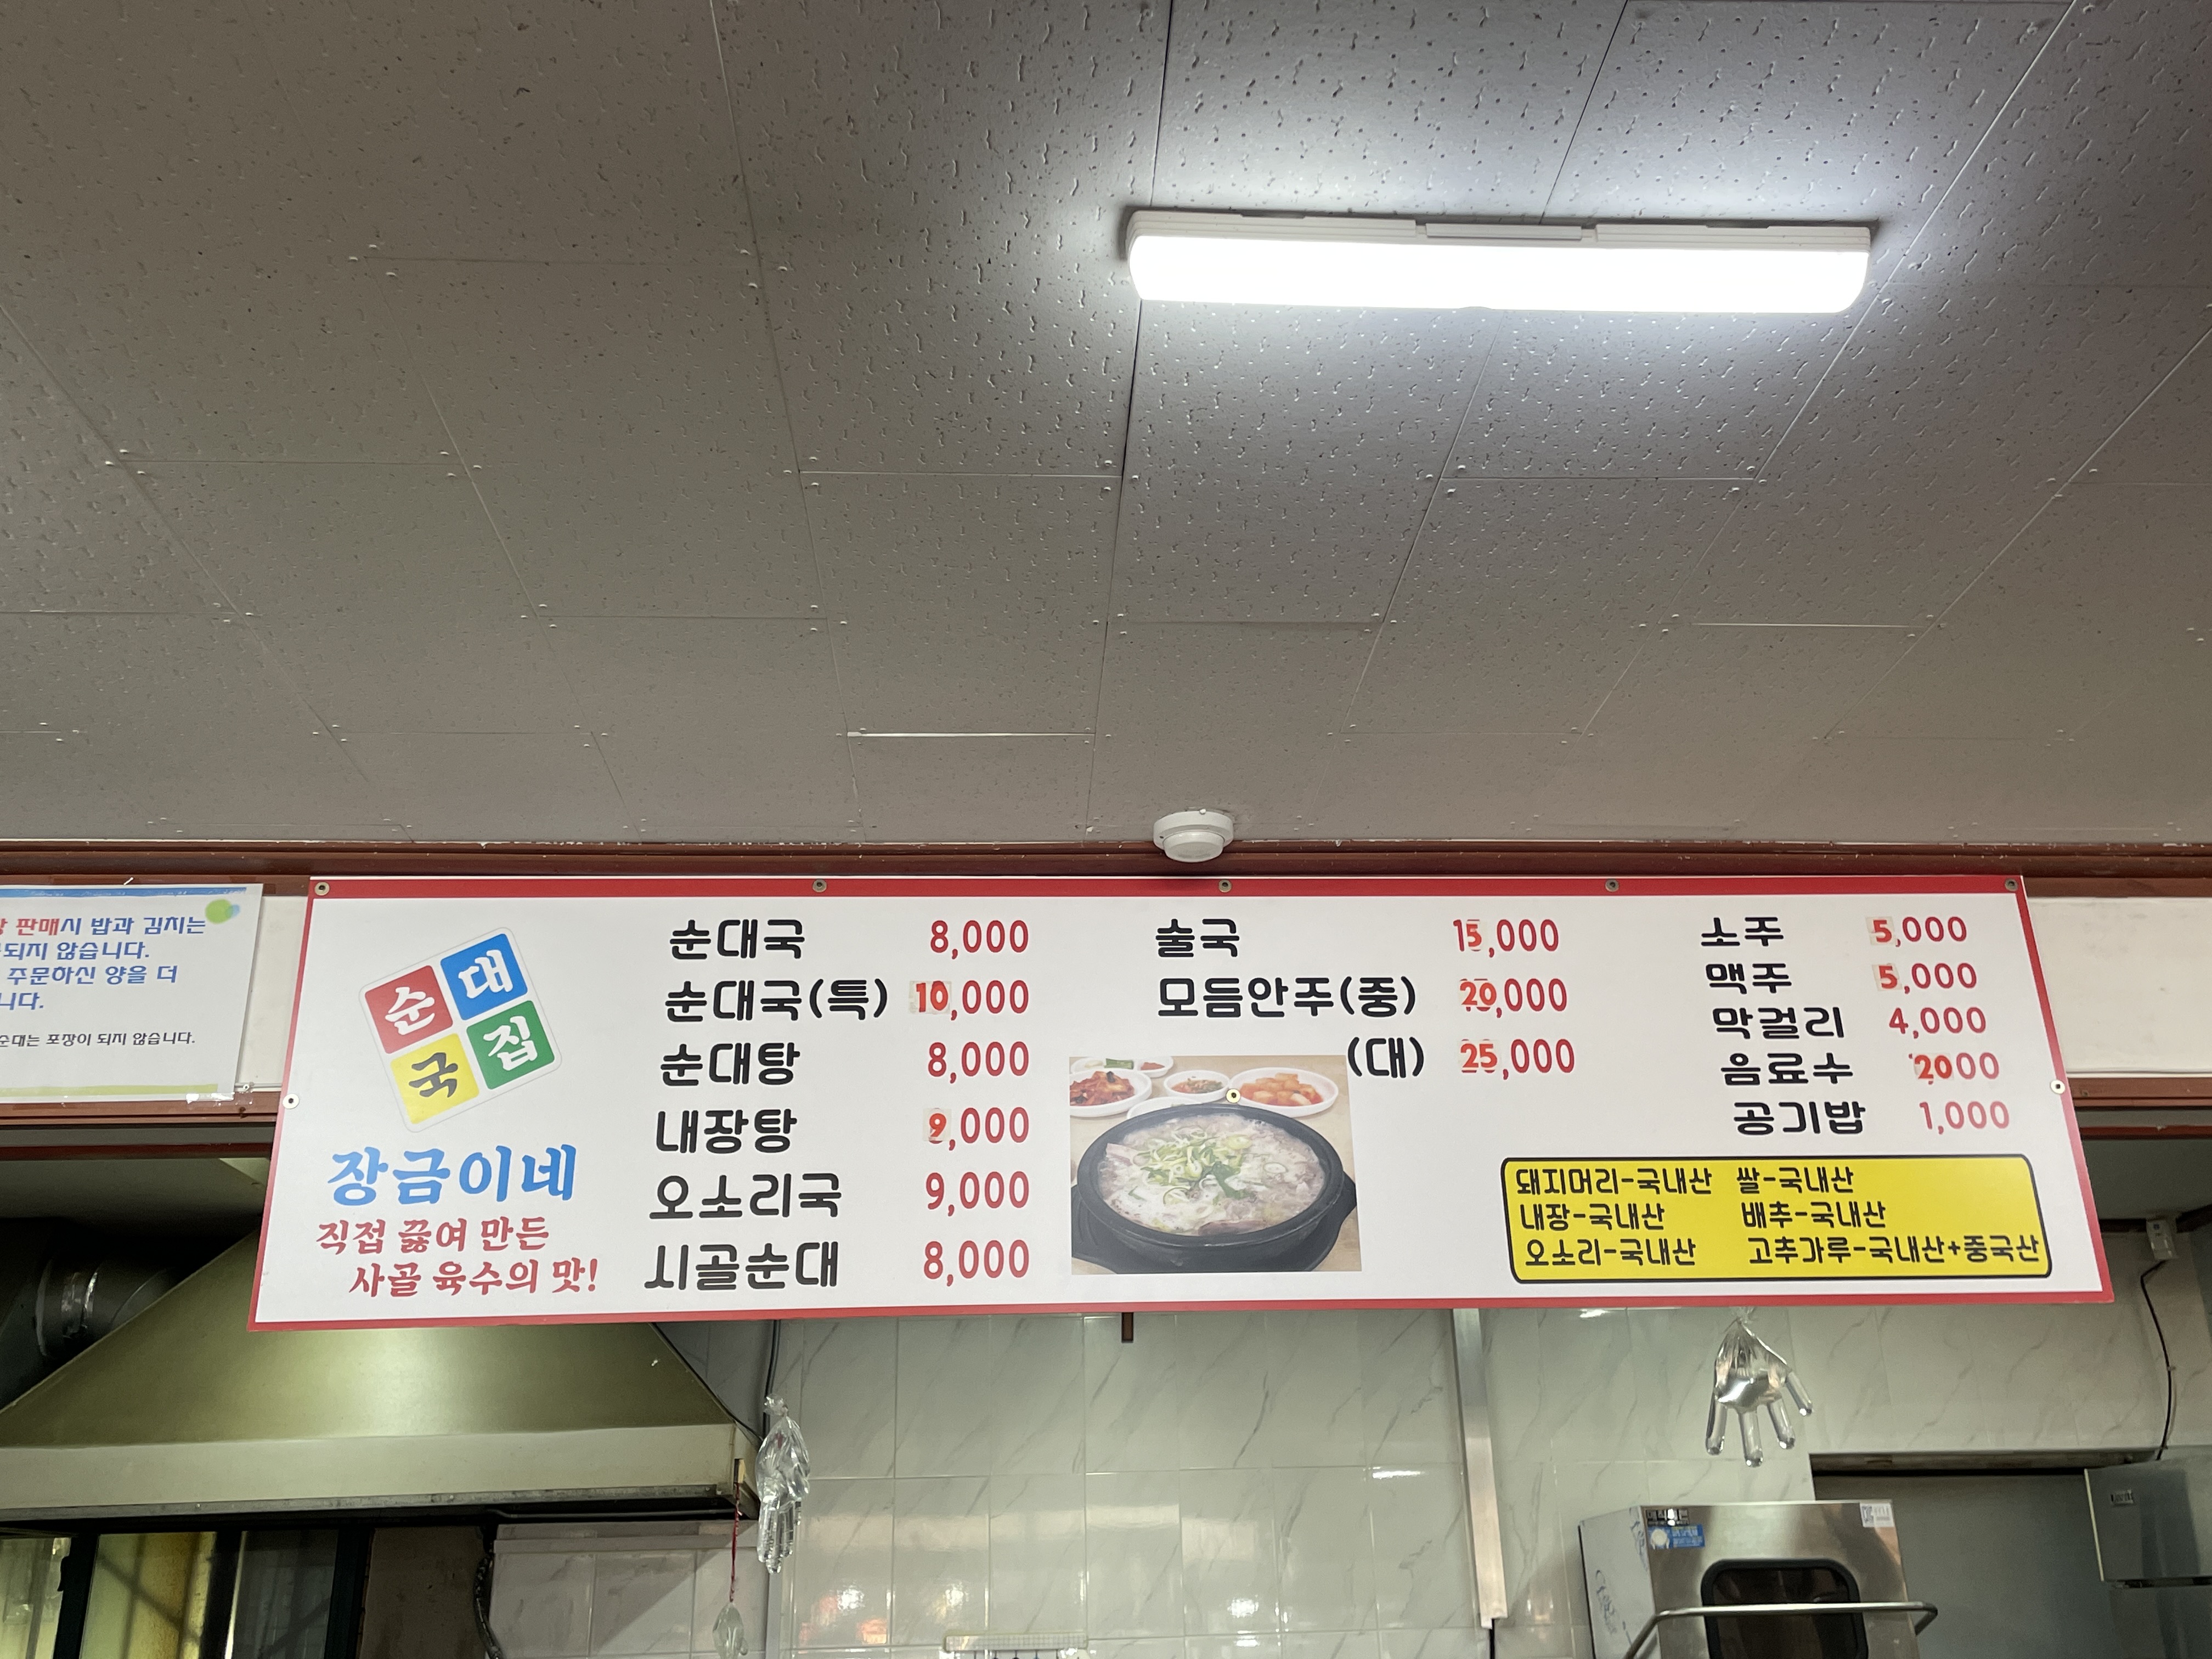 판매시 밥과 김치는
되지 않습니다.
주문하신 양을 더
니다.
순대는 포장이 되지 않습니다.
순대
국집
장금이네
직접 끓여 만든
사골 육수의 맛!
순대국 8,000
순대국(특) 10,000
순대탕 8,000
내장탕 9,000
오소리국 9,000
시골순대 8,000
술국 15,000
모듬안주(중) 20,000
(대) 25,000
소주 5,000
맥주 5,000
막걸리 4,000
음료수 2000
공기밥 1,000
돼지머리-국내산 쌀-국내산
내장-국내산 배추-국내산
오소리-국내산 고추가루-국내산+중국산